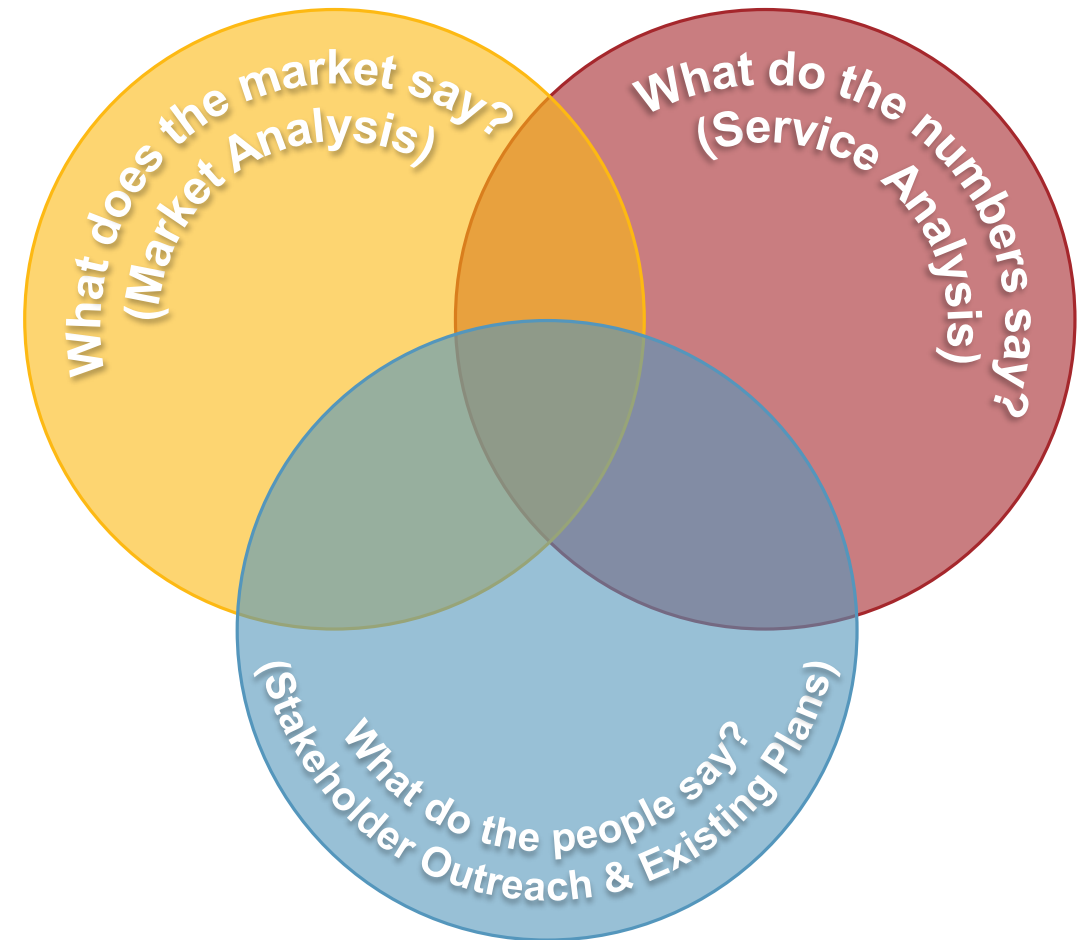 What does the market say?
(Market Analysis)
What do the numbers say?
(Service Analysis)
What do the people say?
(Stakeholder Outreach & Existing Plans)